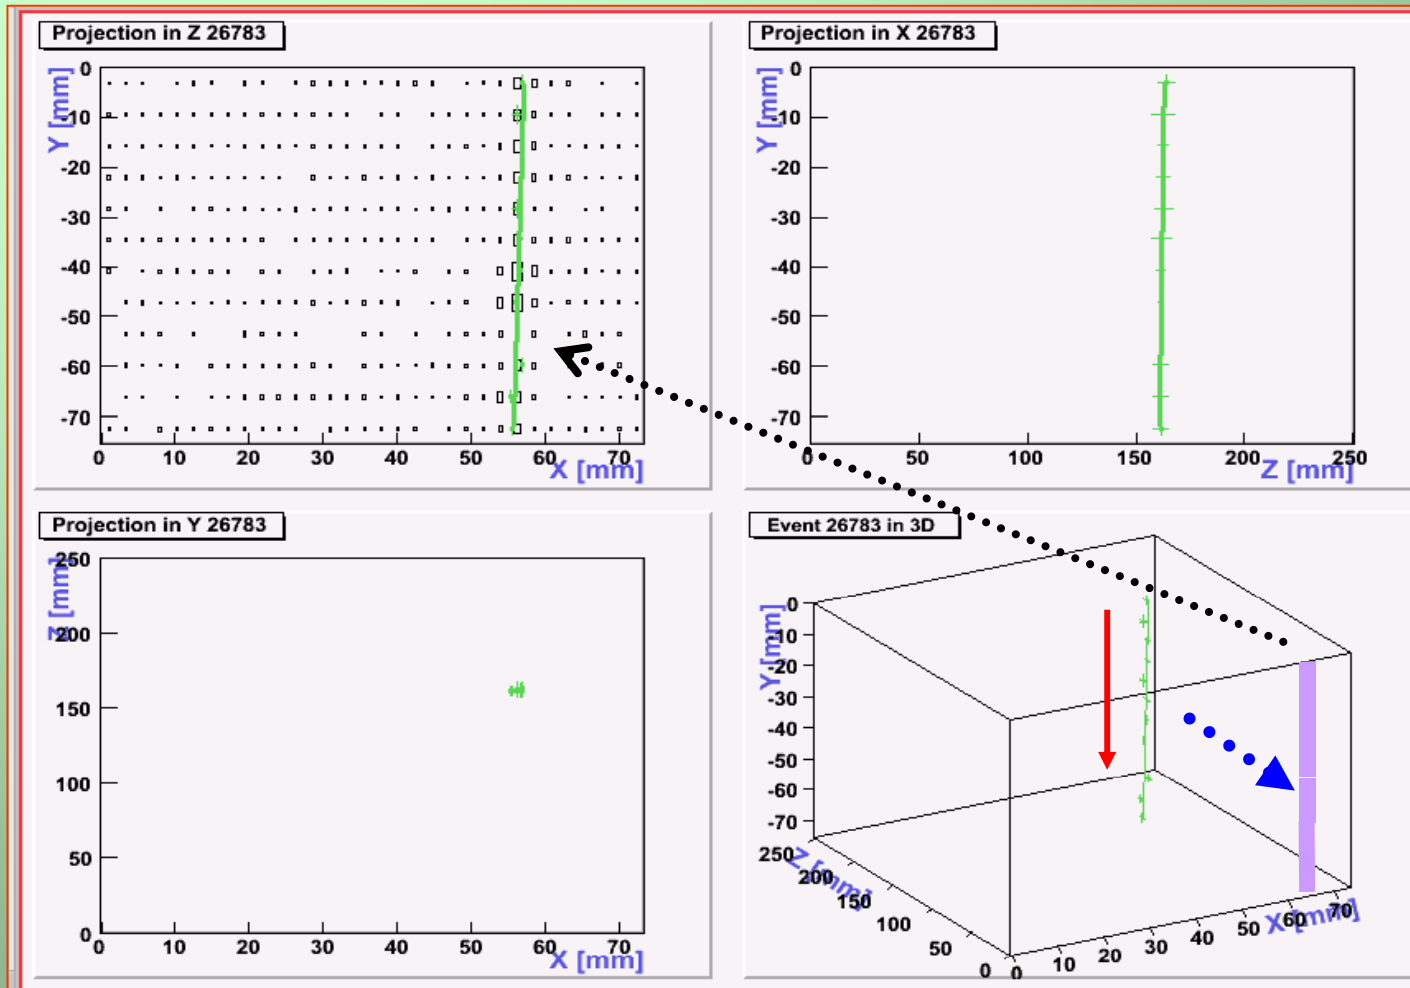 Projection in Z 26783
Y [mm]
0
-10
-20
-30
-40
-50
-60
-70
0 10 20 30 40 50 60 70
X [mm]
Projection in X 26783
Y [mm]
0
-10
-20
-30
-40
-50
-60
-70
0 50 100 150 200 250
Z [mm]
Projection in Y 26783
Z [mm]
250
200
150
100
50
0
0 10 20 30 40 50 60 70
X [mm]
Event 26783 in 3D
Y [mm]
0
-10
-20
-30
-40
-50
-60
-70
250 200 150 100 50 0
Z [mm]
0 10 20 30 40 50 60 70
X [mm]